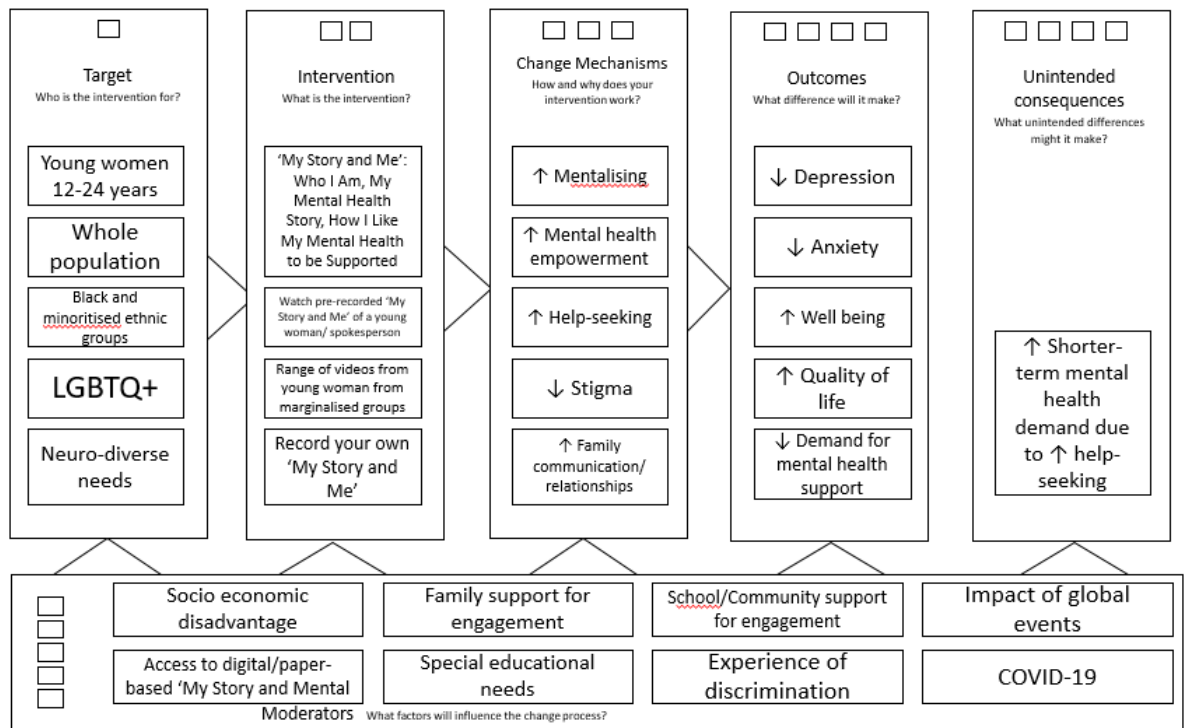 Target
Who is the intervention for?
Young women
12-24 years
Whole
population
Black and
minoritised ethnic
groups
LGBTQ+
Neuro-diverse
needs
Intervention
What is the intervention?
‘My Story and Me’:
Who I Am, My
Mental Health
Story, How I Like
My Mental Health
to be Supported
Watch pre-recorded ‘My
Story and Me’ of a young
woman/ spokesperson
Range of videos from
young woman from
marginalised groups
Record your own
‘My Story and
Me’
Change Mechanisms
How and why does your
intervention work?
↑ Mentalising
↑ Mental health
empowerment
↑ Help-seeking
↓ Stigma
↑ Family
communication/
relationships
Outcomes
What difference will it make?
↓ Depression
↓ Anxiety
↑ Well being
↑ Quality of
life
↓ Demand for
mental health
support
Unintended
consequences
What unintended differences
might it make?
↑ Shorter-
term mental
health
demand due
to ↑ help-
seeking
Socio economic
disadvantage
Family support for
engagement
School/Community support
for engagement
Impact of global
events
Access to digital/paper-
based ‘My Story and Mental
Special educational
needs
Experience of
discrimination
COVID-19
Moderators What factors will influence the change process?